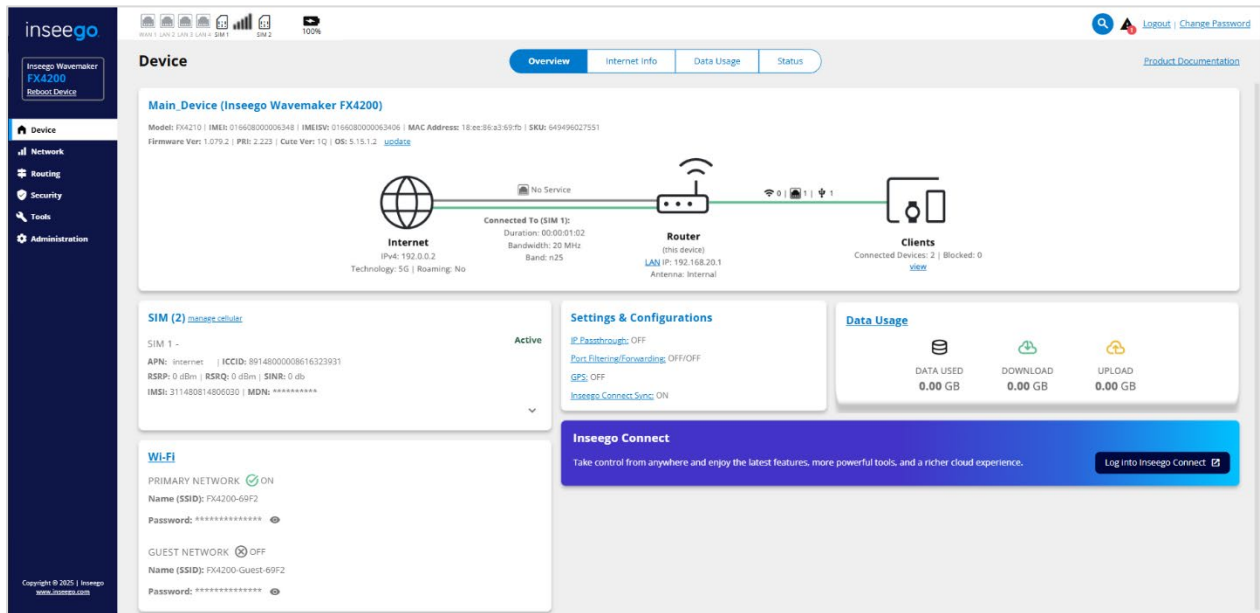 inseego
WAN 1 LAN 2 LAN 3 LAN 4 SIM 1 SIM 2 100%
Logout | Change Password
Inseego Wavemaker
FX4200
Reboot Device
Device
Network
Routing
Security
Tools
Administration
Copyright © 2025 | Inseego
www.inseego.com
Device
Overview Internet Info Data Usage Status
Product Documentation
Main_Device (Inseego Wavemaker FX4200)
Model: FX4210 | IMEI: 016608000006348 | IMEISV: 0166080000063406 | MAC Address: 18:ee:86:a3:69:fb | SKU: 649496027551
Firmware Ver: 1.079.2 | PRI: 2.223 | Cute Ver: 1Q | OS: 5.15.1.2 update
No Service
0 | 1 | 1
Internet
IPv4: 192.0.0.2
Technology: 5G | Roaming: No
Connected To (SIM 1):
Duration: 00:00:01:02
Bandwidth: 20 MHz
Band: n25
Router
(this device)
LAN IP: 192.168.20.1
Antenna: Internal
Clients
Connected Devices: 2 | Blocked: 0
view
SIM (2) manage cellular
SIM 1 - Active
APN: internet | ICCID: 89148000008616323931
RSRP: 0 dBm | RSRQ: 0 dBm | SINR: 0 db
IMSI: 311480814806030 | MDN: **********
Settings & Configurations
IP Passthrough: OFF
Port Filtering/Forwarding: OFF/OFF
GPS: OFF
Inseego Connect Sync: ON
Data Usage
DATA USED DOWNLOAD UPLOAD
0.00 GB 0.00 GB 0.00 GB
Inseego Connect
Take control from anywhere and enjoy the latest features, more powerful tools, and a richer cloud experience.
Log into Inseego Connect
Wi-Fi
PRIMARY NETWORK ON
Name (SSID): FX4200-69F2
Password: **************
GUEST NETWORK OFF
Name (SSID): FX4200-Guest-69F2
Password: **************